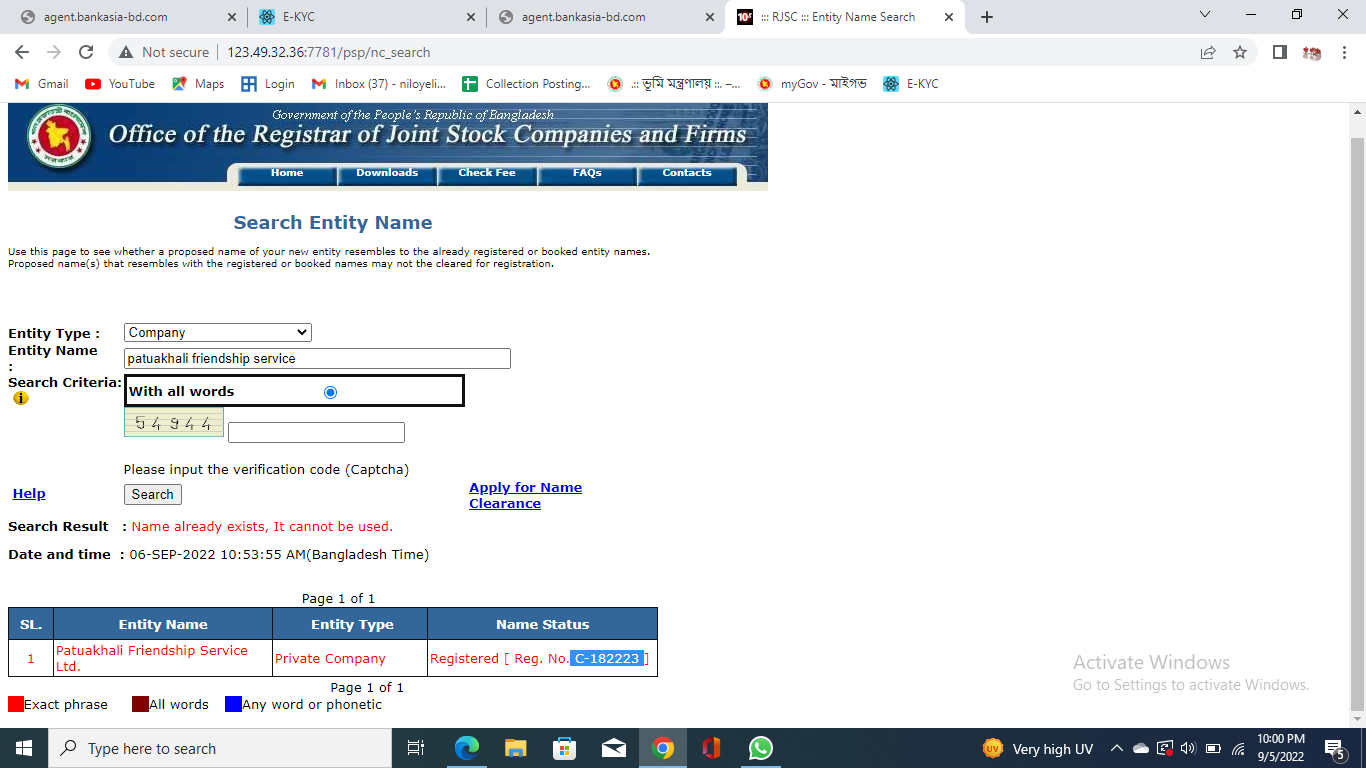 agent.bankasia-bd.com
E-KYC
agent.bankasia-bd.com
::: RJSC ::: Entity Name Search
Not secure
123.49.32.36:7781/psp/nc_search
Gmail
YouTube
Maps
Login
Inbox (37) - niloyeli...
Collection Posting...
.:: ভূমি মন্ত্রণালয় ::. –...
myGov - মাইগভ
E-KYC
Government of the People's Republic of Bangladesh
Office of the Registrar of Joint Stock Companies and Firms
Home
Downloads
Check Fee
FAQs
Contacts
Search Entity Name
Use this page to see whether a proposed name of your new entity resembles to the already registered or booked entity names.
Proposed name(s) that resembles with the registered or booked names may not the cleared for registration.
Entity Type :
Company
Entity Name
:
patuakhali friendship service
Search Criteria:
With all words
54944
Please input the verification code (Captcha)
Help
Search
Apply for Name
Clearance
Search Result : Name already exists, It cannot be used.
Date and time : 06-SEP-2022 10:53:55 AM(Bangladesh Time)
Page 1 of 1
SL.
Entity Name
Entity Type
Name Status
1
Patuakhali Friendship Service
Ltd.
Private Company
Registered [ Reg. No. C-182223 ]
Page 1 of 1
Exact phrase
All words
Any word or phonetic
Activate Windows
Go to Settings to activate Windows.
Type here to search
UV
Very high UV
10:00 PM
9/5/2022
5